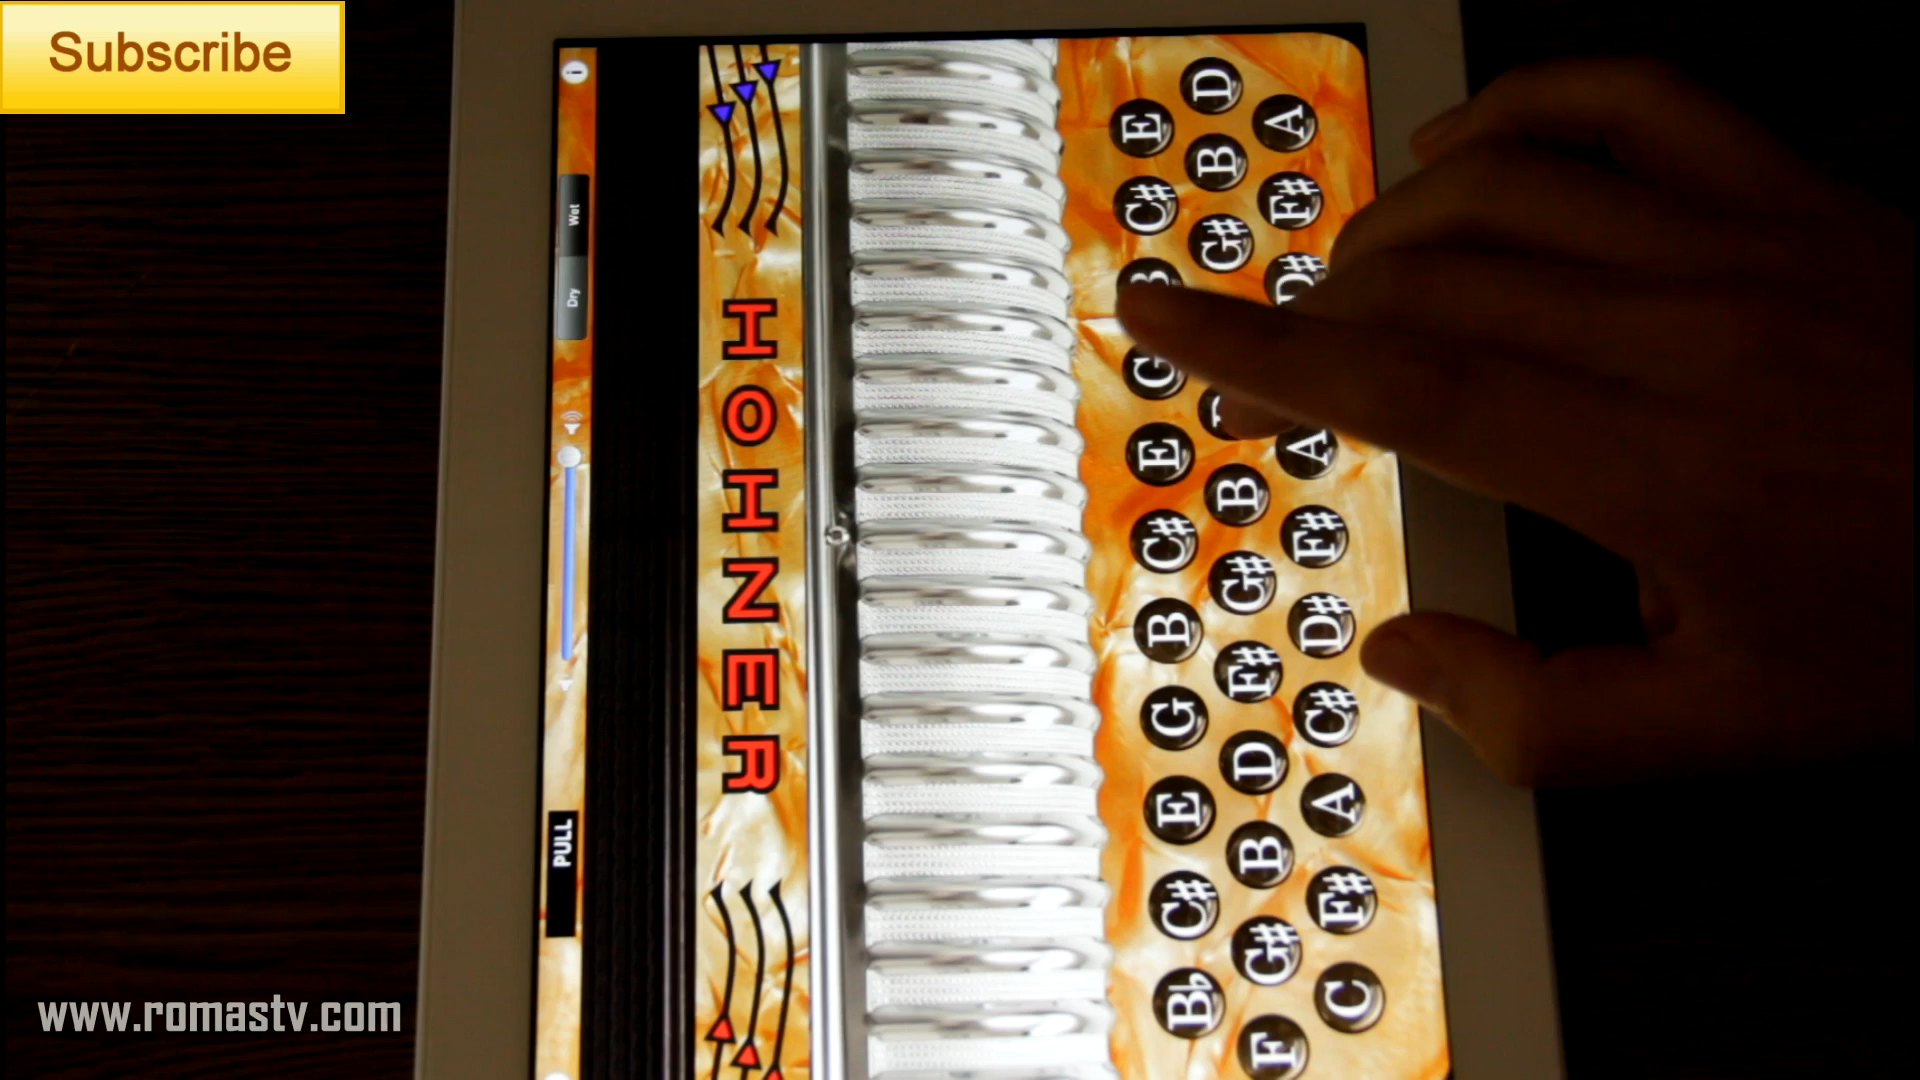 Subscribe
Wet
Dry
PULL
HOHNER
E
C#
B
G
E
C#
B
G
E
C#
B♭
D
B
G#
B
G#
F#
D
B
G#
F
A
F#
D#
A
F#
D#
C#
A
F#
C
www.romastv.com